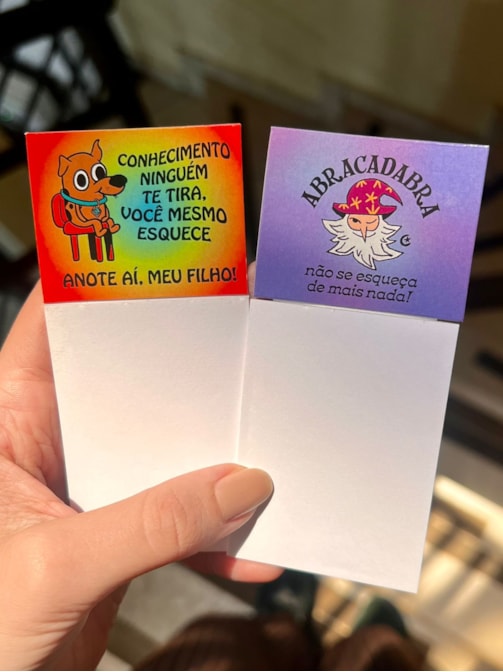 CONHECIMENTO
NINGUÉM
TE TIRA,
VOCÊ MESMO
ESQUECE
ANOTE AÍ, MEU FILHO!
ABRACADABRA
não se esqueça
de mais nada!